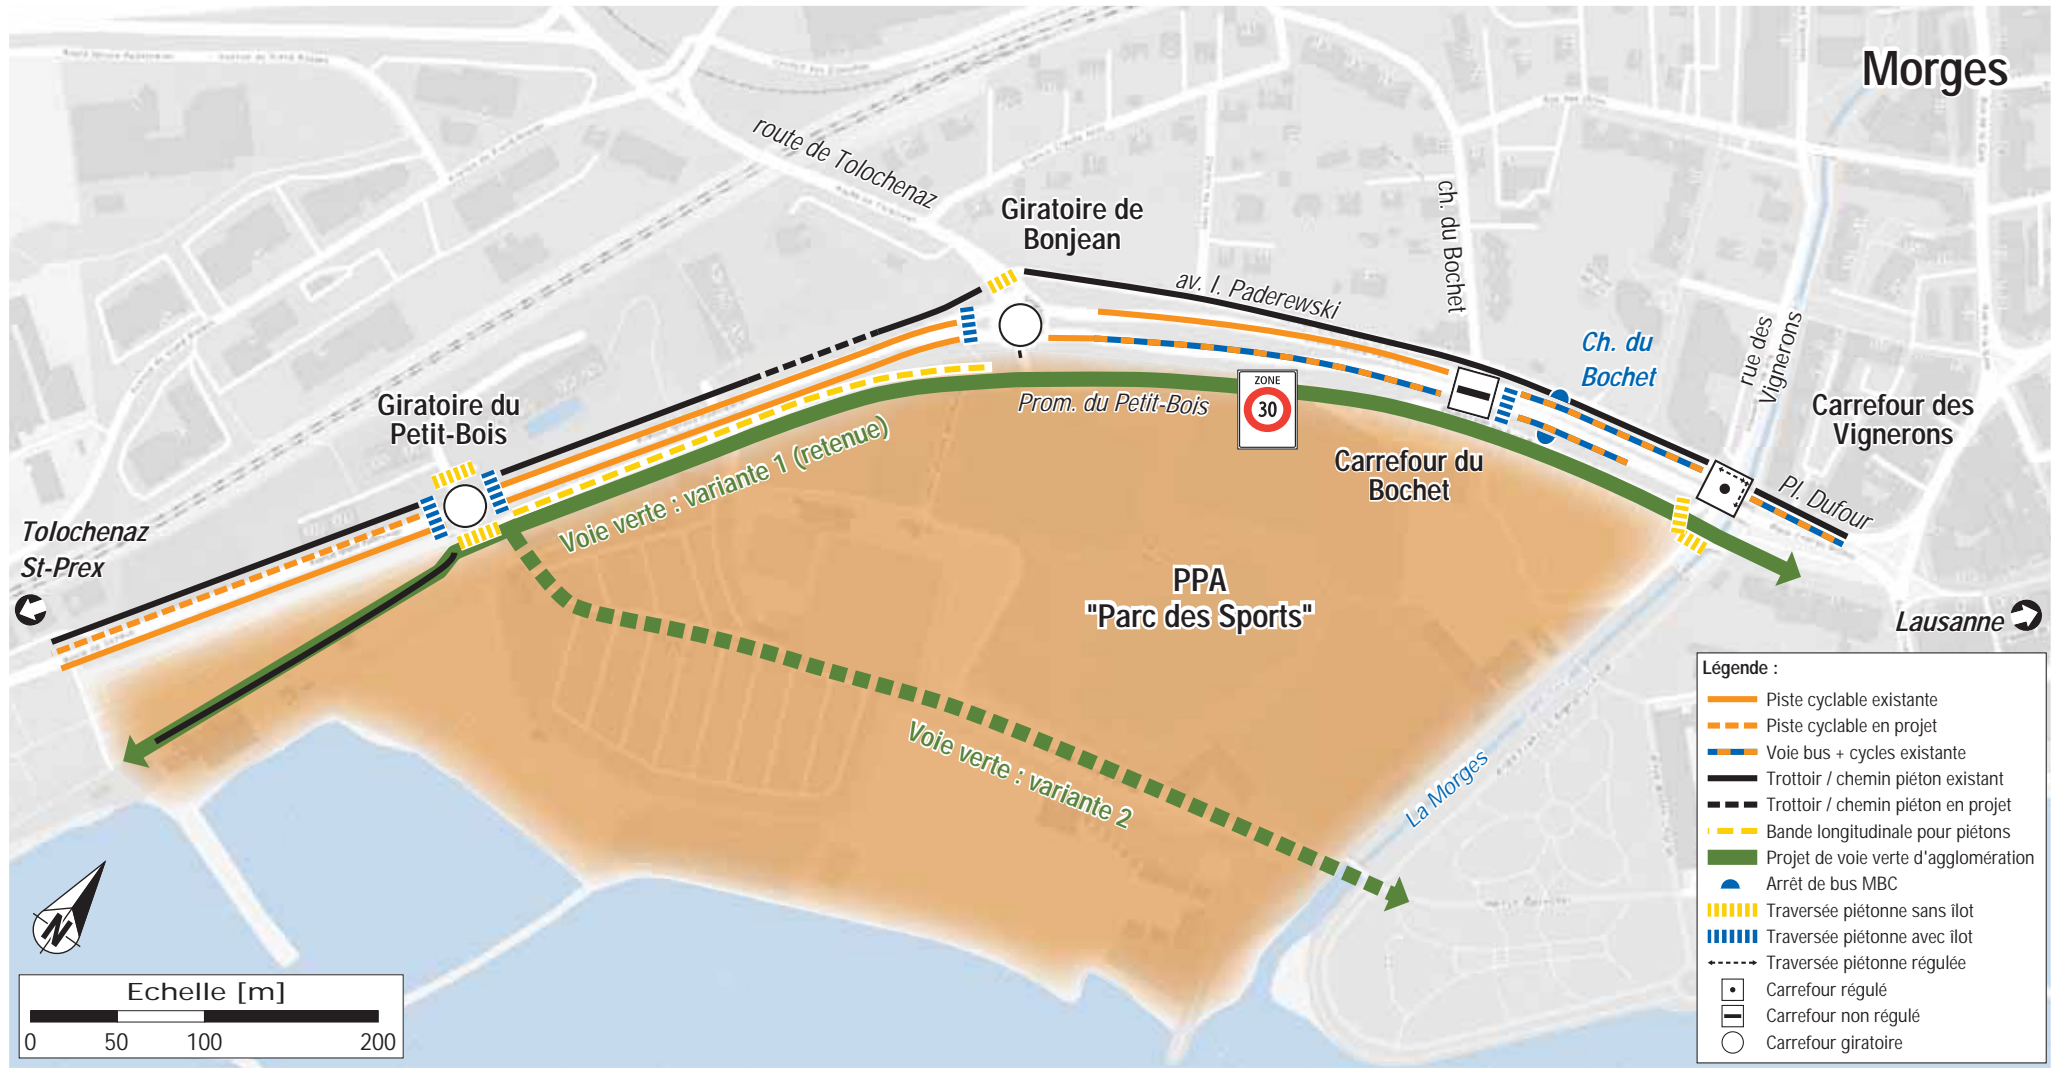 Morges
route de Tolochenaz
Giratoire de
Bonjean
ch. du Bochet
av. I. Paderewski
Ch. du
Bochet
rue des
Vignerons
Carrefour des
Vignerons
Giratoire du
Petit-Bois
Prom. du Petit-Bois
ZONE
30
Carrefour du
Bochet
Pl. Dufour
Voie verte : variante 1 (retenue)
Tolochenaz
St-Prex
PPA
"Parc des Sports"
Lausanne
Voie verte : variante 2
La Morges
N
Echelle [m]
0 50 100 200
Légende :
Piste cyclable existante
Piste cyclable en projet
Voie bus + cycles existante
Trottoir / chemin piéton existant
Trottoir / chemin piéton en projet
Bande longitudinale pour piétons
Projet de voie verte d'agglomération
Arrêt de bus MBC
Traversée piétonne sans îlot
Traversée piétonne avec îlot
Traversée piétonne régulée
Carrefour régulé
Carrefour non régulé
Carrefour giratoire